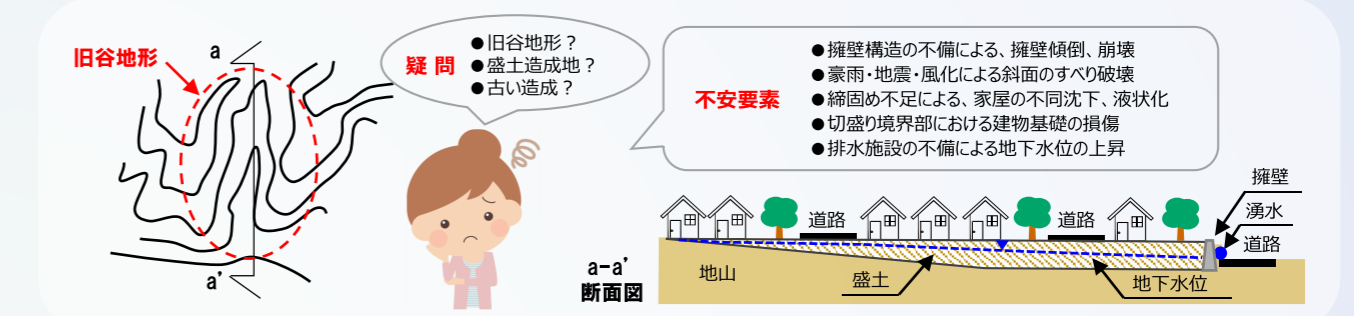 旧谷地形
a
a'
疑問
●旧谷地形？
●盛土造成地？
●古い造成？
不安要素
●擁壁構造の不備による、擁壁傾倒、崩壊
●豪雨・地震・風化による斜面のすべり破壊
●締固め不足による、家屋の不同沈下、液状化
●切盛り境界部における建物基礎の損傷
●排水施設の不備による地下水位の上昇
a-a'
断面図
道路
道路
擁壁
湧水
道路
地山
盛土
地下水位